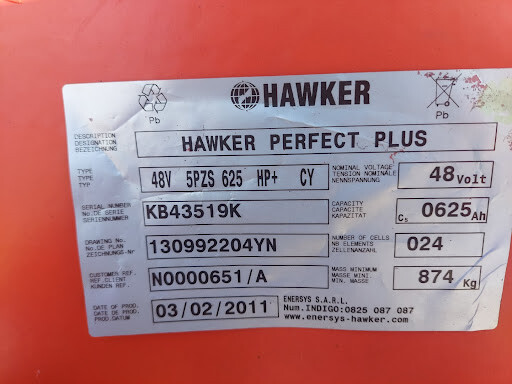 Pb
HAWKER
Pb
DESCRIPTION
DESIGNATION
BEZEICHNUNG
HAWKER PERFECT PLUS
TYPE
TYPE
TYP
48V 5PZS 625 HP+ CY
NOMINAL VOLTAGE
TENSION NOMINALE
NENNSPANNUNG
48 Volt
SERIAL NUMBER
No.DE SERIE
SERIENNUMMER
KB43519K
CAPACITY
CAPACITE
KAPAZITAT
C5 0625 Ah
DRAWING No.
No.DE PLAN
ZEICHNUNGS-Nr
130992204YN
NUMBER OF CELLS
NB ELEMENTS
ZELLENANZAHL
024
CUSTOMER REF.
REF.CLIENT
KUNDEN REF.
N0000651/A
MASS MINIMUM
MASSE MINI
MIN. MASSE
874 Kg
DATE OF PROD.
DATE DE PROD.
PROD.DATUM
03/02/2011
ENERSYS S.A.R.L.
Num.INDIGO:0825 087 087
www.enersys-hawker.com